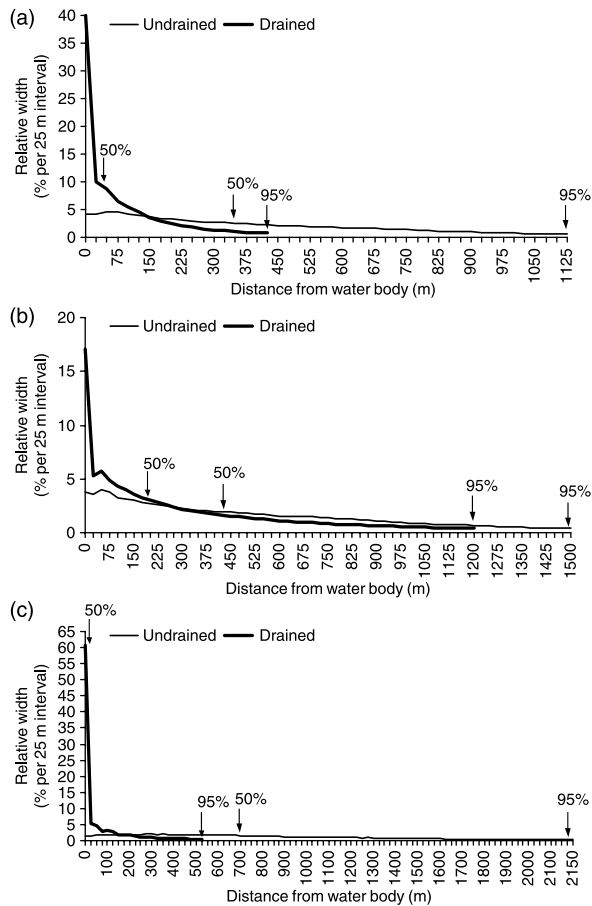 (a)
Undrained Drained
40
35
30
25
20
15
10
5
0
Relative width
(% per 25 m interval)
50%
50%
95%
95%
0 75 150 225 300 375 450 525 600 675 750 825 900 975 1050 1125
Distance from water body (m)
(b)
Undrained Drained
20
15
10
5
0
Relative width
(% per 25 m interval)
50%
50%
95%
95%
0 75 150 225 300 375 450 525 600 675 750 825 900 975 1050 1125 1200 1275 1350 1425 1500
Distance from water body (m)
(c)
50%
Undrained Drained
65
60
55
50
45
40
35
30
25
20
15
10
5
0
Relative width
(% per 25 m interval)
95%
50%
95%
0 100 200 300 400 500 600 700 800 900 1000 1100 1200 1300 1400 1500 1600 1700 1800 1900 2000 2100 2150
Distance from water body (m)